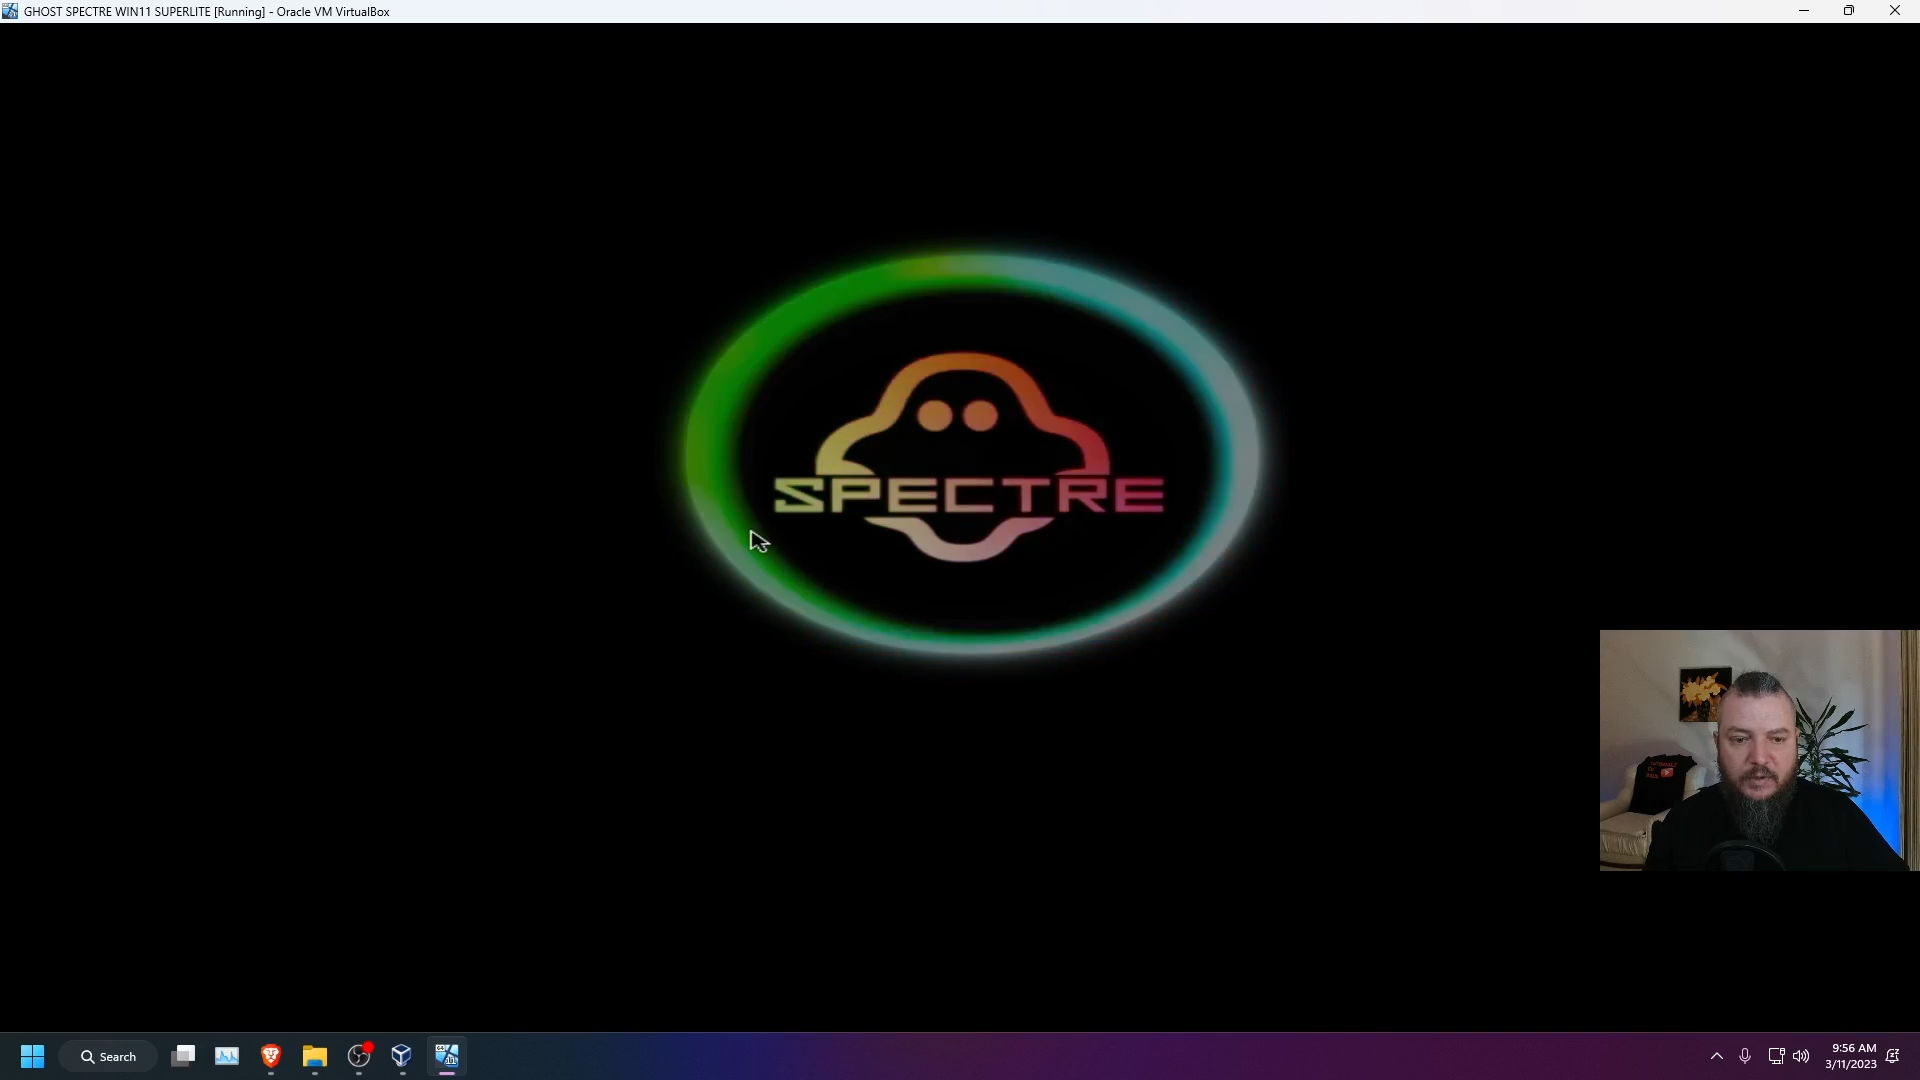 GHOST SPECTRE WIN11 SUPERLITE [Running] - Oracle VM VirtualBox
SPECTRE
Search
9:56 AM
3/11/2023